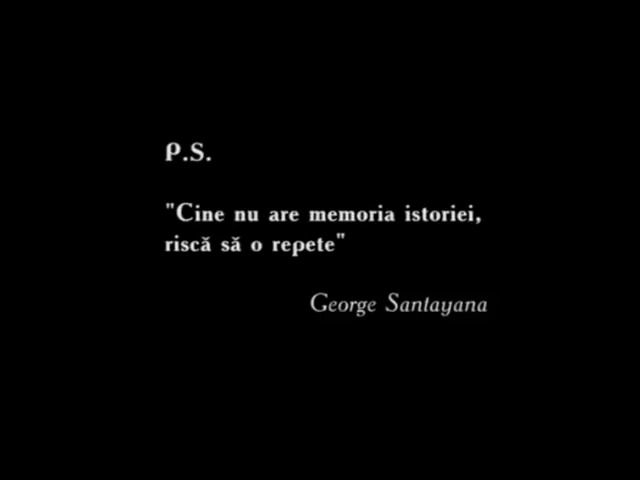 P.S.
"Cine nu are memoria istoriei,
riscă să o repete"
George Santayana